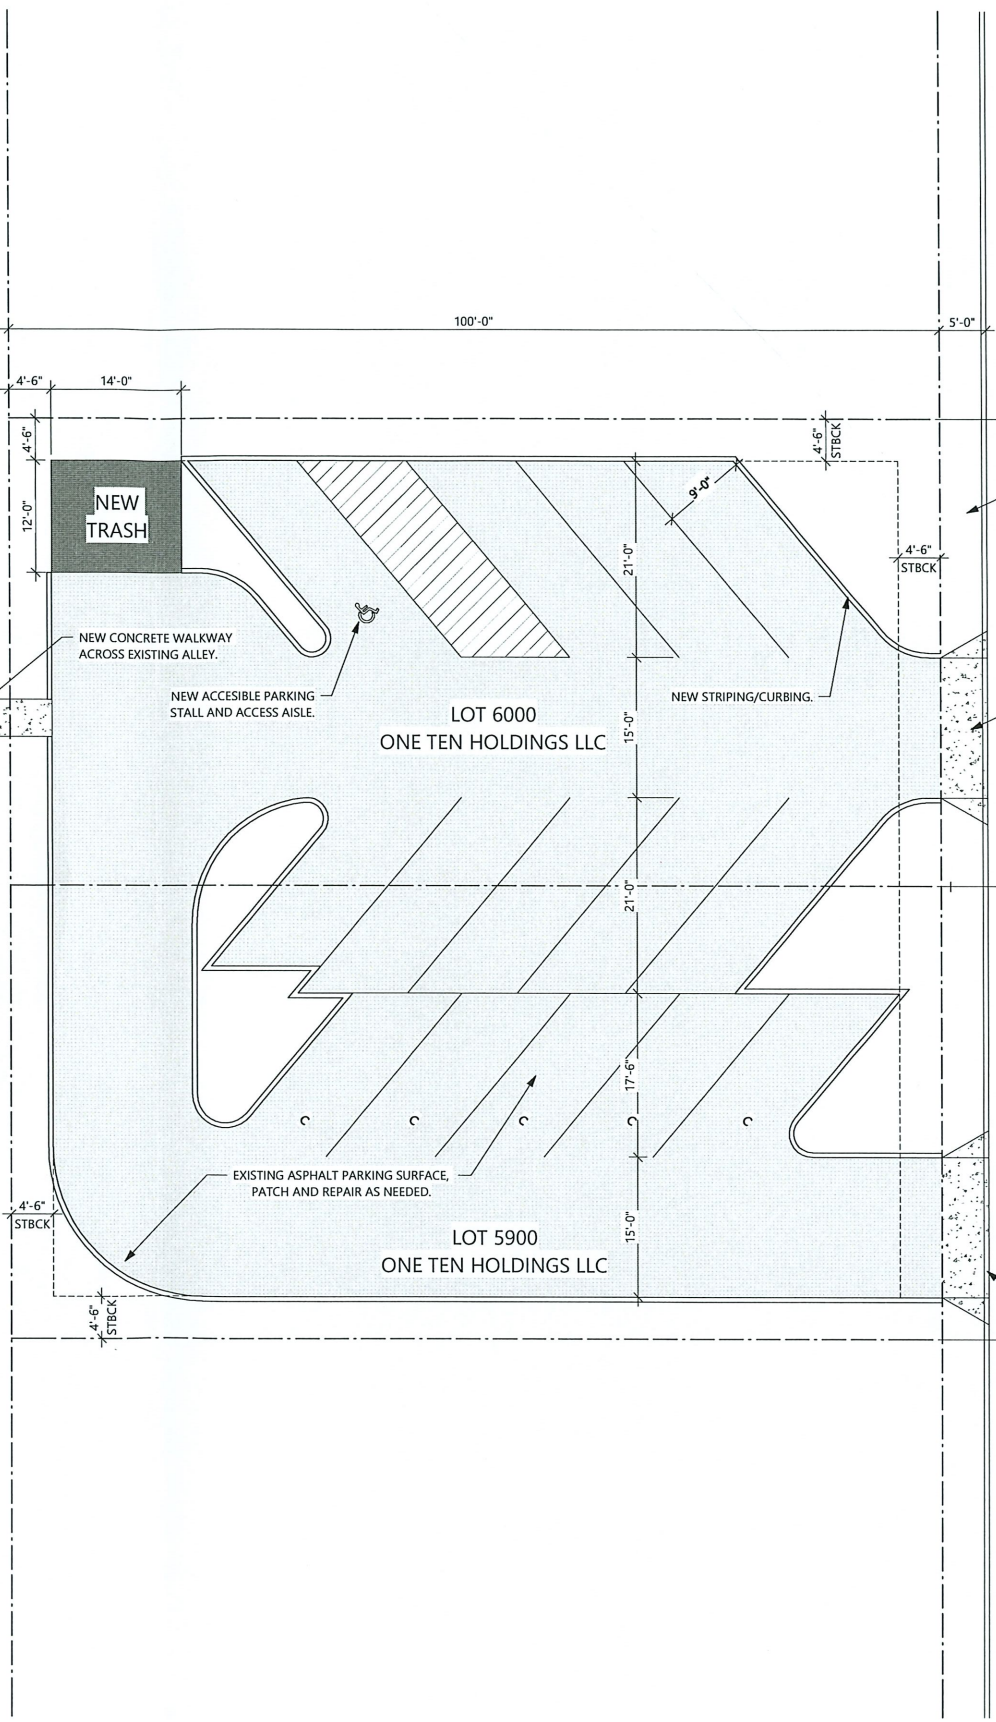 100'-0"
5'-0"
4'-6"
14'-0"
4'-6"
4'-6"
STBCK
12'-0"
NEW
TRASH
9'-0"
21'-0"
4'-6"
STBCK
NEW CONCRETE WALKWAY
ACROSS EXISTING ALLEY.
NEW ACCESIBLE PARKING
STALL AND ACCESS AISLE.
NEW STRIPING/CURBING.
LOT 6000
ONE TEN HOLDINGS LLC
15'-0"
21'-0"
17'-6"
C
C
C
C
C
EXISTING ASPHALT PARKING SURFACE,
PATCH AND REPAIR AS NEEDED.
4'-6"
STBCK
15'-0"
LOT 5900
ONE TEN HOLDINGS LLC
4'-6"
STBCK